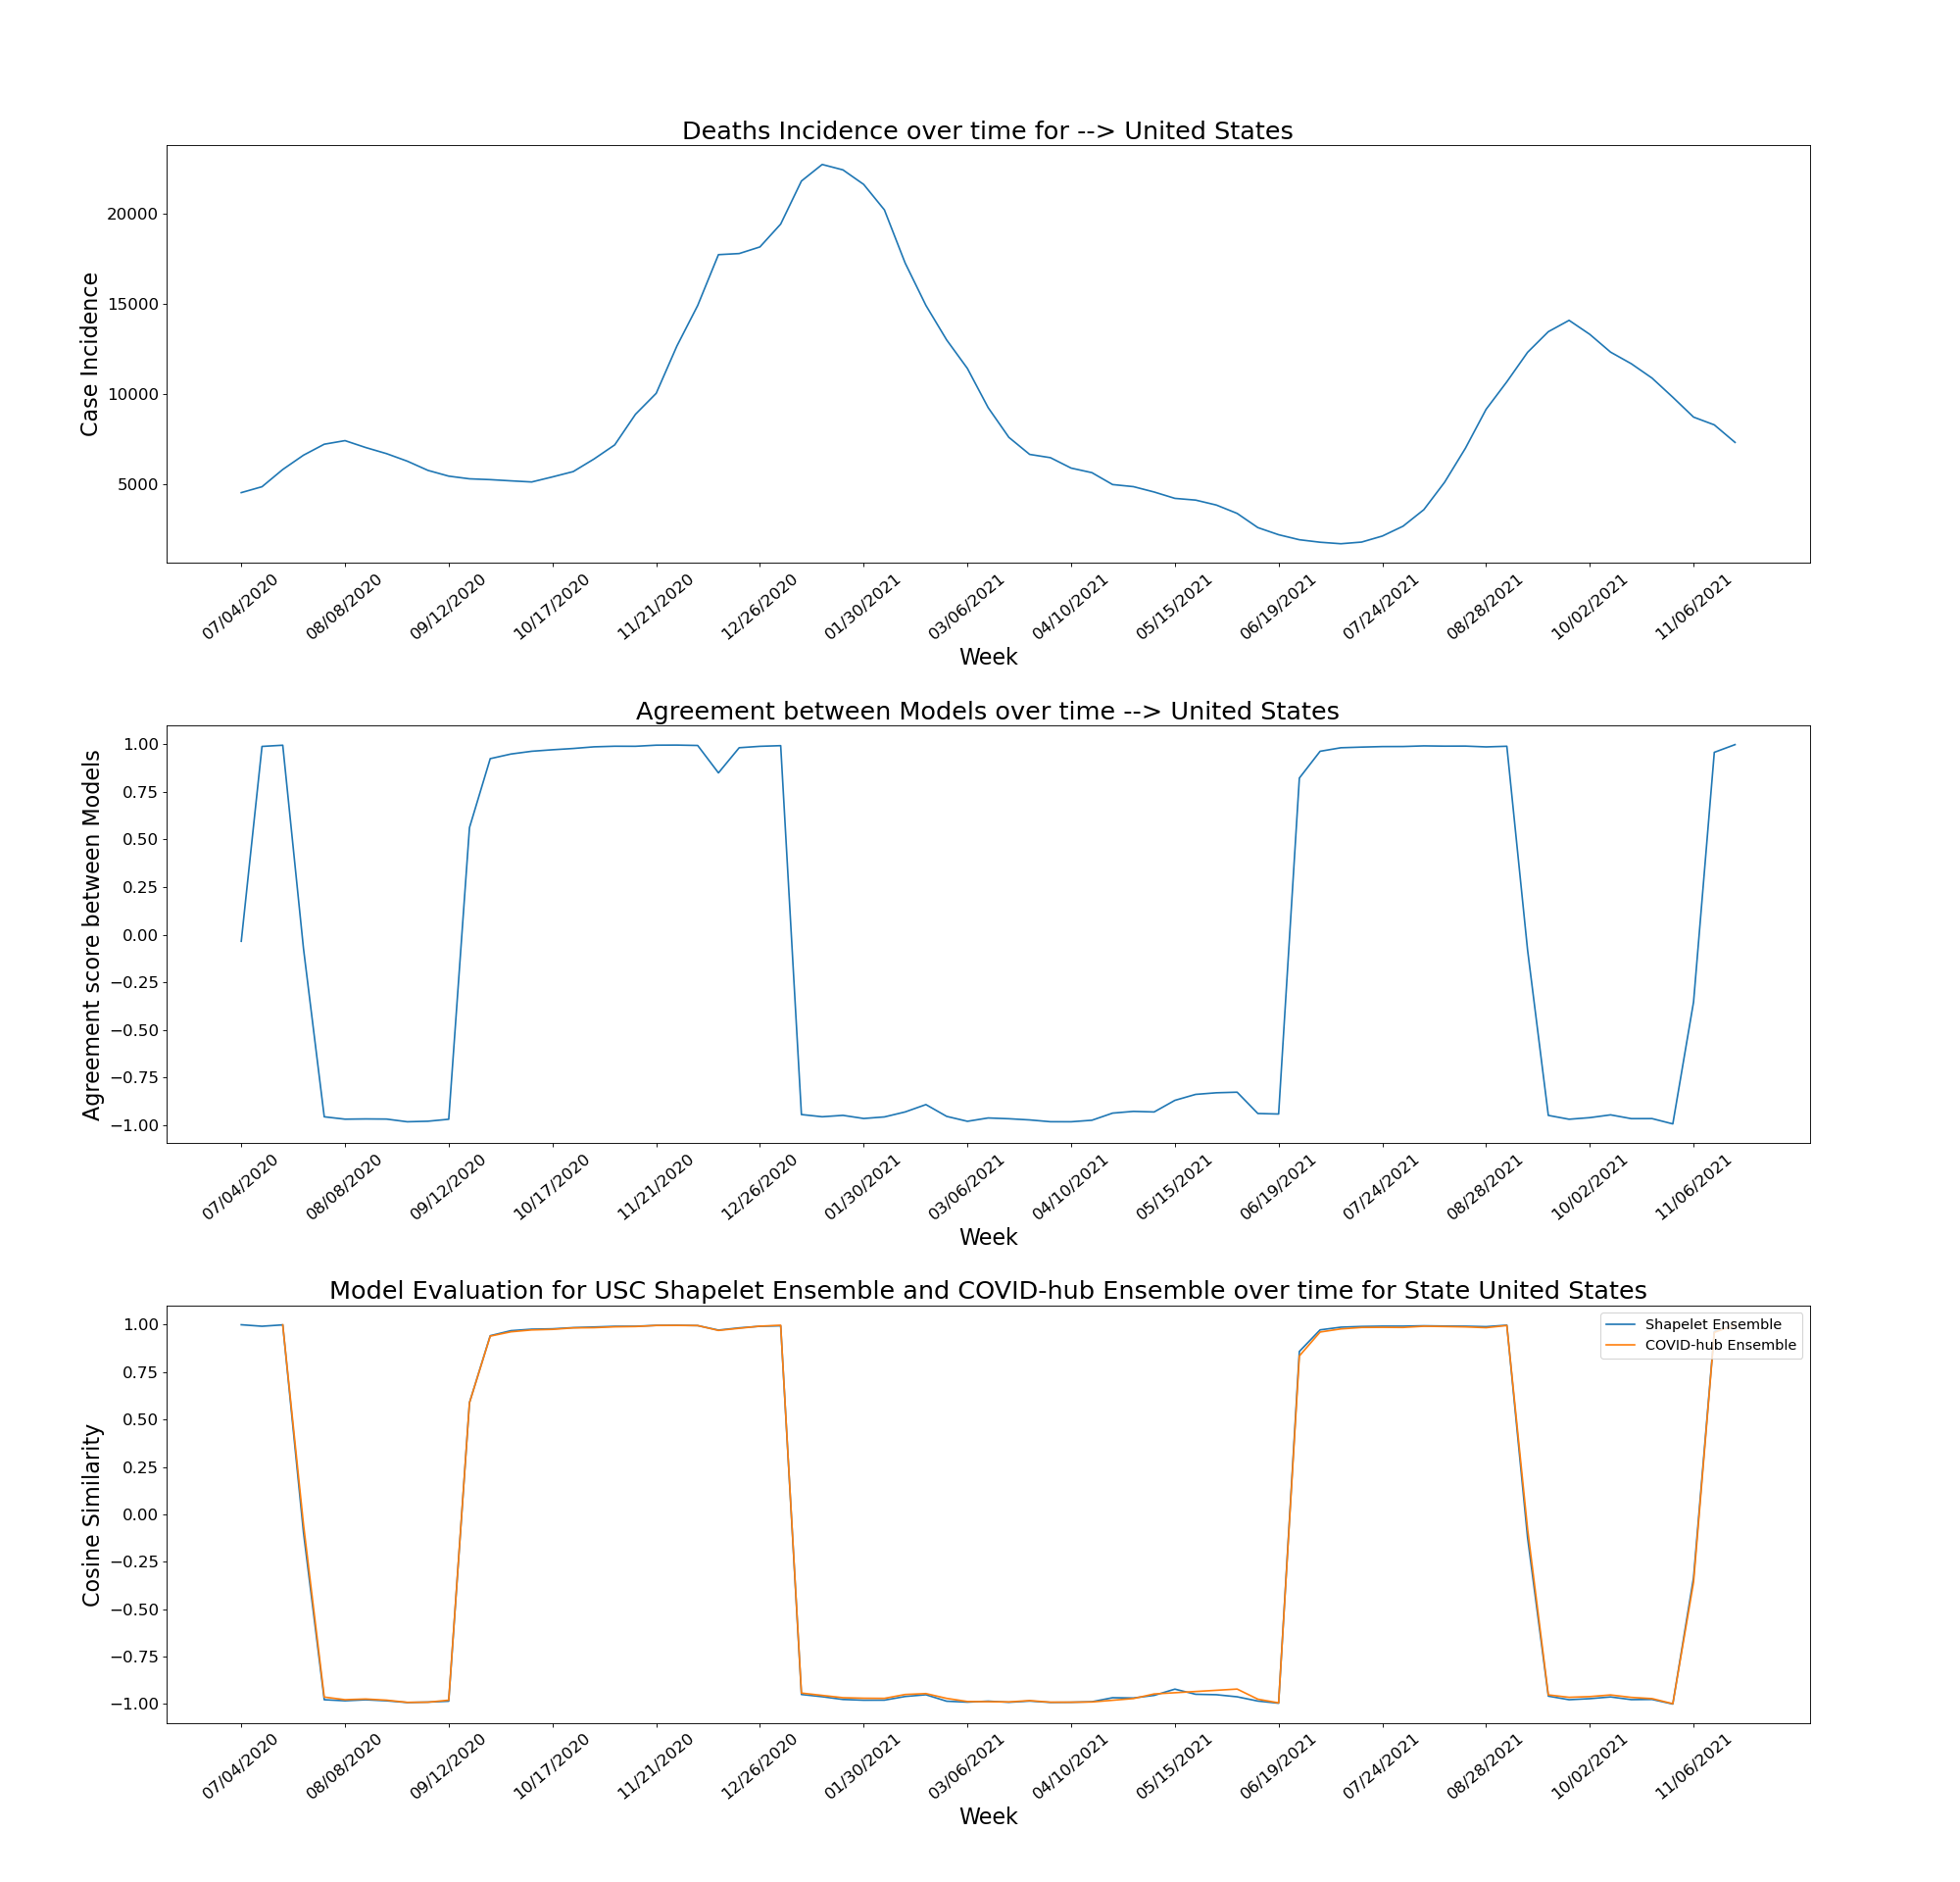 Deaths Incidence over time for --> United States
Case Incidence
20000
15000
10000
5000
07/04/2020 08/08/2020 09/12/2020 10/17/2020 11/21/2020 12/26/2020 01/30/2021 03/06/2021 04/10/2021 05/15/2021 06/19/2021 07/24/2021 08/28/2021 10/02/2021 11/06/2021
Week
Agreement between Models over time --> United States
Agreement score between Models
1.00
0.75
0.50
0.25
0.00
−0.25
−0.50
−0.75
−1.00
07/04/2020 08/08/2020 09/12/2020 10/17/2020 11/21/2020 12/26/2020 01/30/2021 03/06/2021 04/10/2021 05/15/2021 06/19/2021 07/24/2021 08/28/2021 10/02/2021 11/06/2021
Week
Model Evaluation for USC Shapelet Ensemble and COVID-hub Ensemble over time for State United States
Cosine Similarity
1.00
0.75
0.50
0.25
0.00
−0.25
−0.50
−0.75
−1.00
Shapelet Ensemble
COVID-hub Ensemble
07/04/2020 08/08/2020 09/12/2020 10/17/2020 11/21/2020 12/26/2020 01/30/2021 03/06/2021 04/10/2021 05/15/2021 06/19/2021 07/24/2021 08/28/2021 10/02/2021 11/06/2021
Week